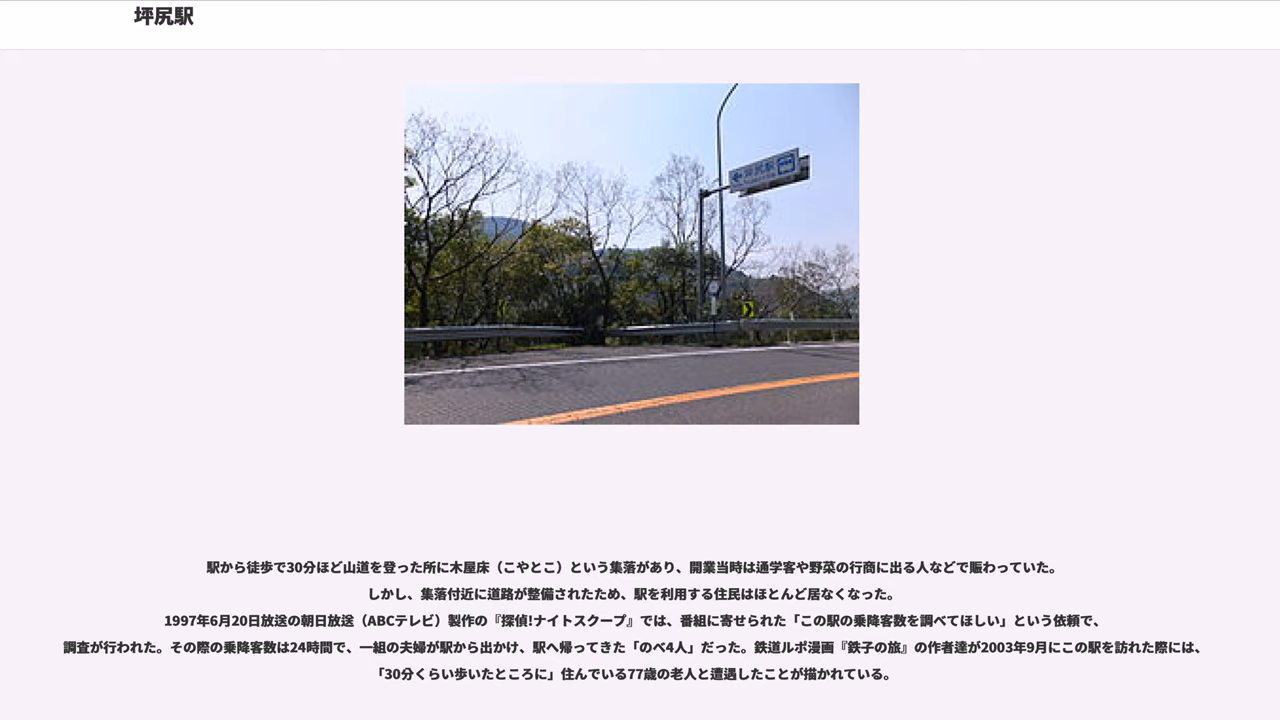 坪尻駅
坪尻駅
駅から徒歩で30分ほど山道を登った所に木屋床（こやとこ）という集落があり、開業当時は通学客や野菜の行商に出る人などで賑わっていた。
しかし、集落付近に道路が整備されたため、駅を利用する住民はほとんど居なくなった。
1997年6月20日放送の朝日放送（ABCテレビ）製作の『探偵!ナイトスクープ』では、番組に寄せられた「この駅の乗降客数を調べてほしい」という依頼で、
調査が行われた。その際の乗降客数は24時間で、一組の夫婦が駅から出かけ、駅へ帰ってきた「のべ4人」だった。鉄道ルポ漫画『鉄子の旅』の作者達が2003年9月にこの駅を訪れた際には、
「30分くらい歩いたところに」住んでいる77歳の老人と遭遇したことが描かれている。